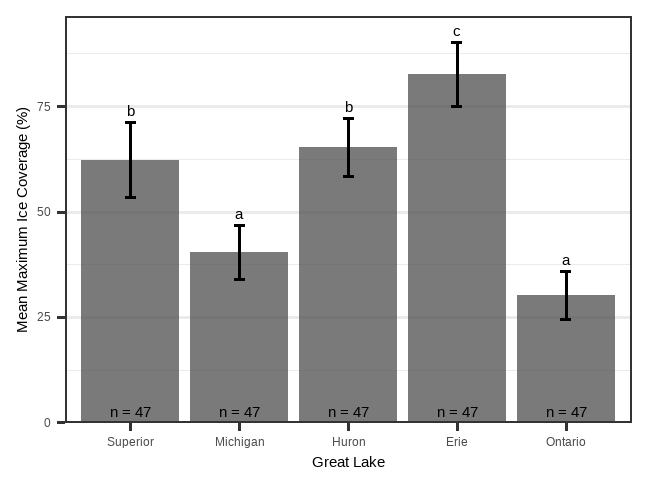 c
b
b
75
a
a
50
25
n = 47
n = 47
n = 47
n = 47
n = 47
0
Superior
Michigan
Huron
Erie
Ontario
Great Lake
Mean Maximum Ice Coverage (%)